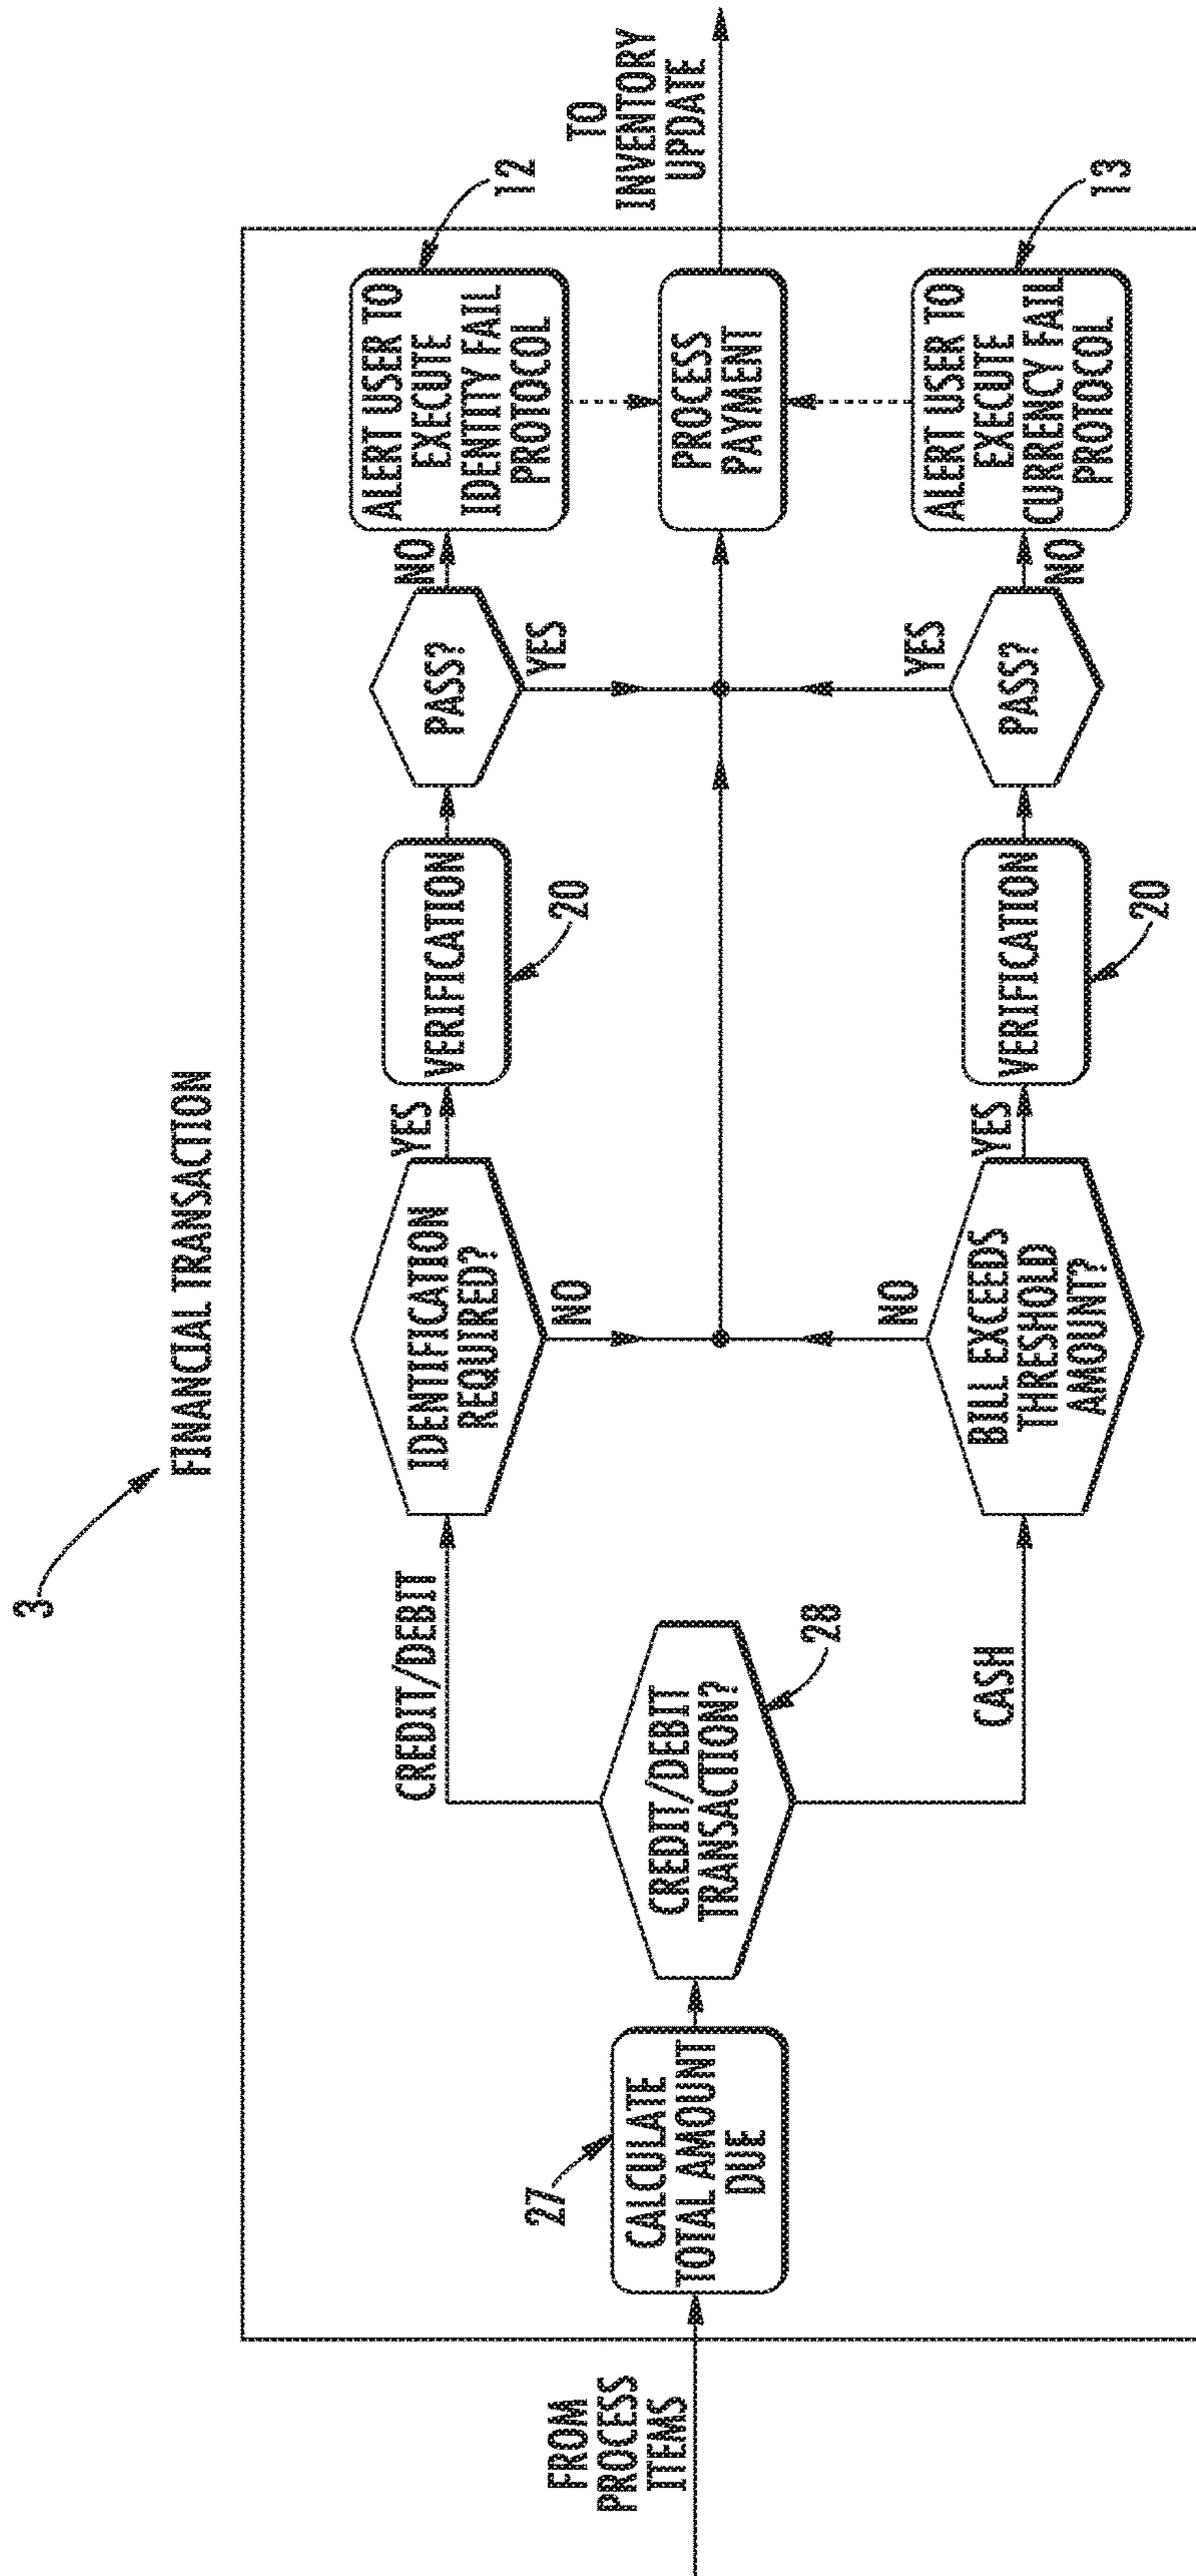 3
FINANCIAL TRANSACTION
FROM
PROCESS
ITEMS
27
CALCULATE
TOTAL AMOUNT
DUE
CREDIT/DEBIT
TRANSACTION?
28
CREDIT/DEBIT
IDENTIFICATION
REQUIRED?
YES
NO
VERIFICATION
20
PASS?
NO
YES
ALERT USER TO
EXECUTE
IDENTITY FAIL
PROTOCOL
12
CASH
BILL EXCEEDS
THRESHOLD
AMOUNT?
YES
NO
VERIFICATION
20
PASS?
NO
YES
ALERT USER TO
EXECUTE
CURRENCY FAIL
PROTOCOL
13
PROCESS
PAYMENT
TO
INVENTORY
UPDATE